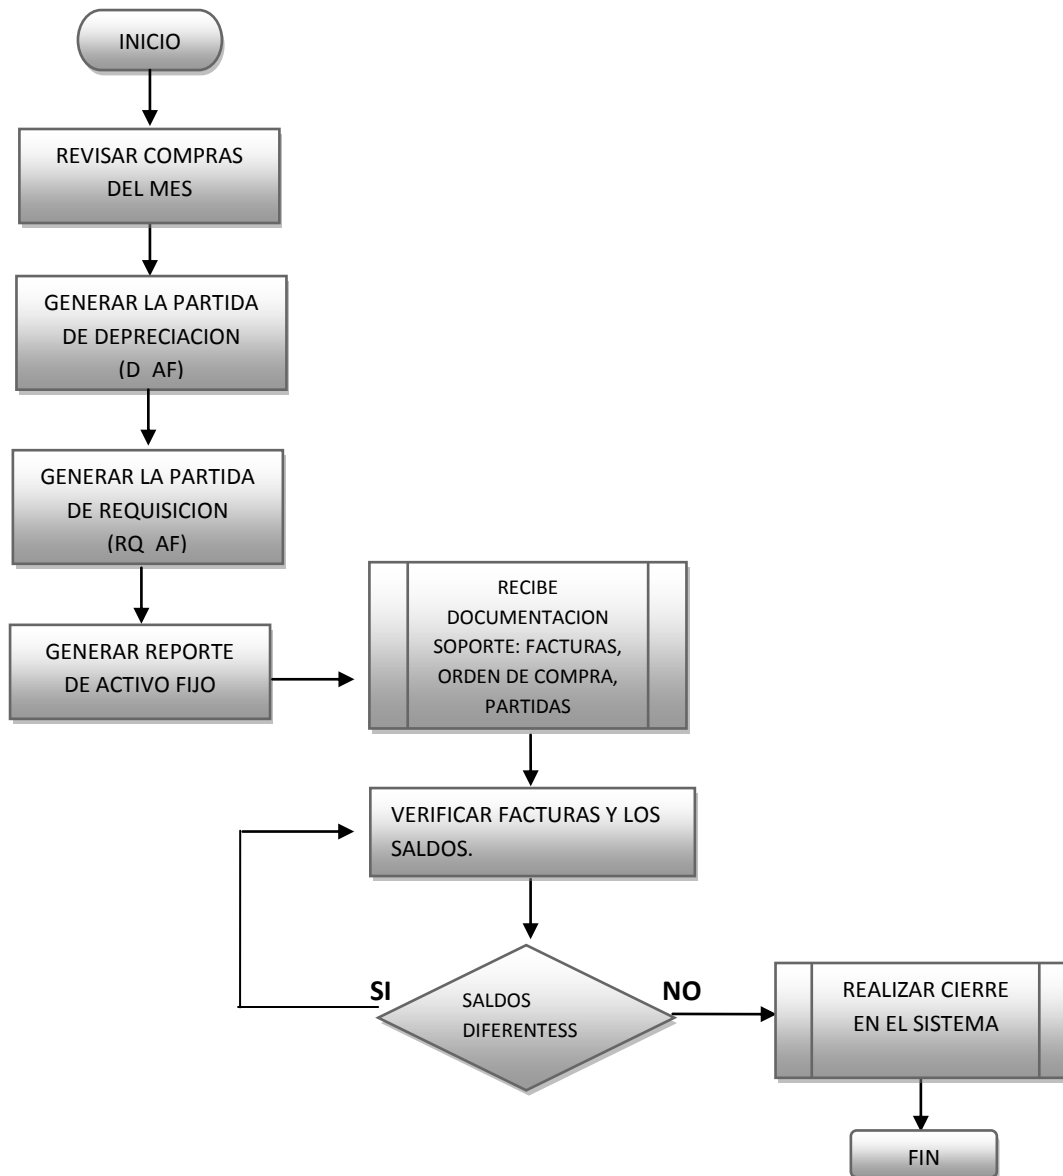 INICIO
REVISAR COMPRAS
DEL MES
GENERAR LA PARTIDA
DE DEPRECIACION
(D AF)
GENERAR LA PARTIDA
DE REQUISICION
(RQ AF)
GENERAR REPORTE
DE ACTIVO FIJO
RECIBE
DOCUMENTACION
SOPORTE: FACTURAS,
ORDEN DE COMPRA,
PARTIDAS
VERIFICAR FACTURAS Y LOS
SALDOS.
SALDOS
DIFERENTESS
SI
NO
REALIZAR CIERRE
EN EL SISTEMA
FIN